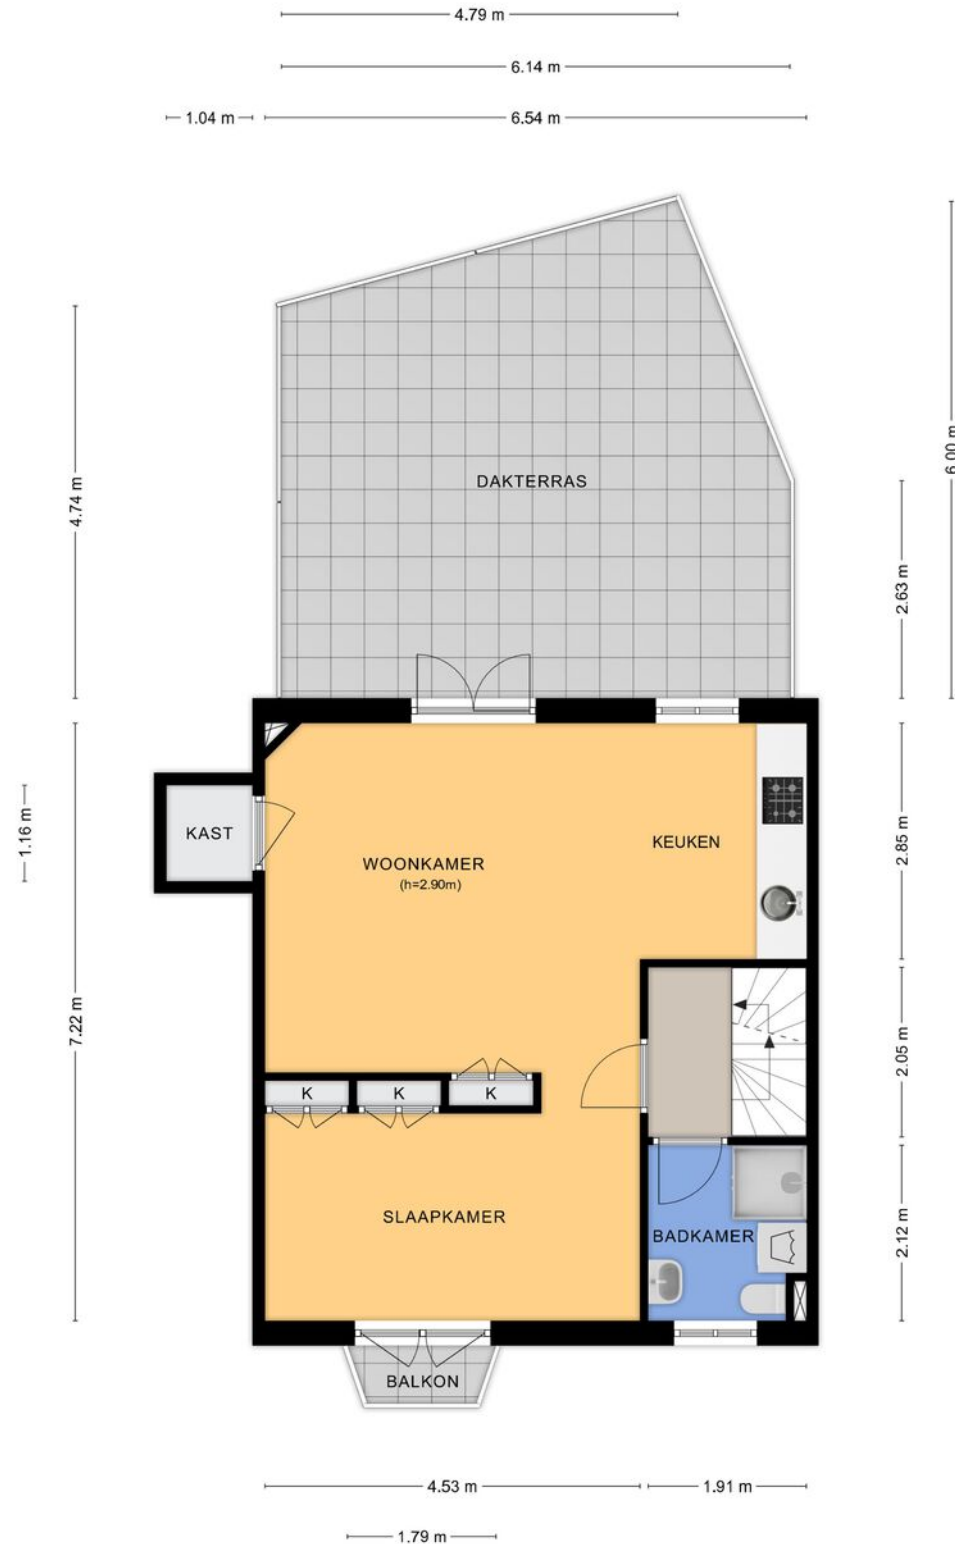 4.79 m
6.14 m
1.04 m
6.54 m
6.00 m
4.74 m
DAKTERRAS
2.63 m
1.16 m
KAST
WOONKAMER
(h=2.90m)
KEUKEN
2.85 m
7.22 m
2.05 m
K
K
K
SLAAPKAMER
BADKAMER
2.12 m
BALKON
4.53 m
1.91 m
1.79 m